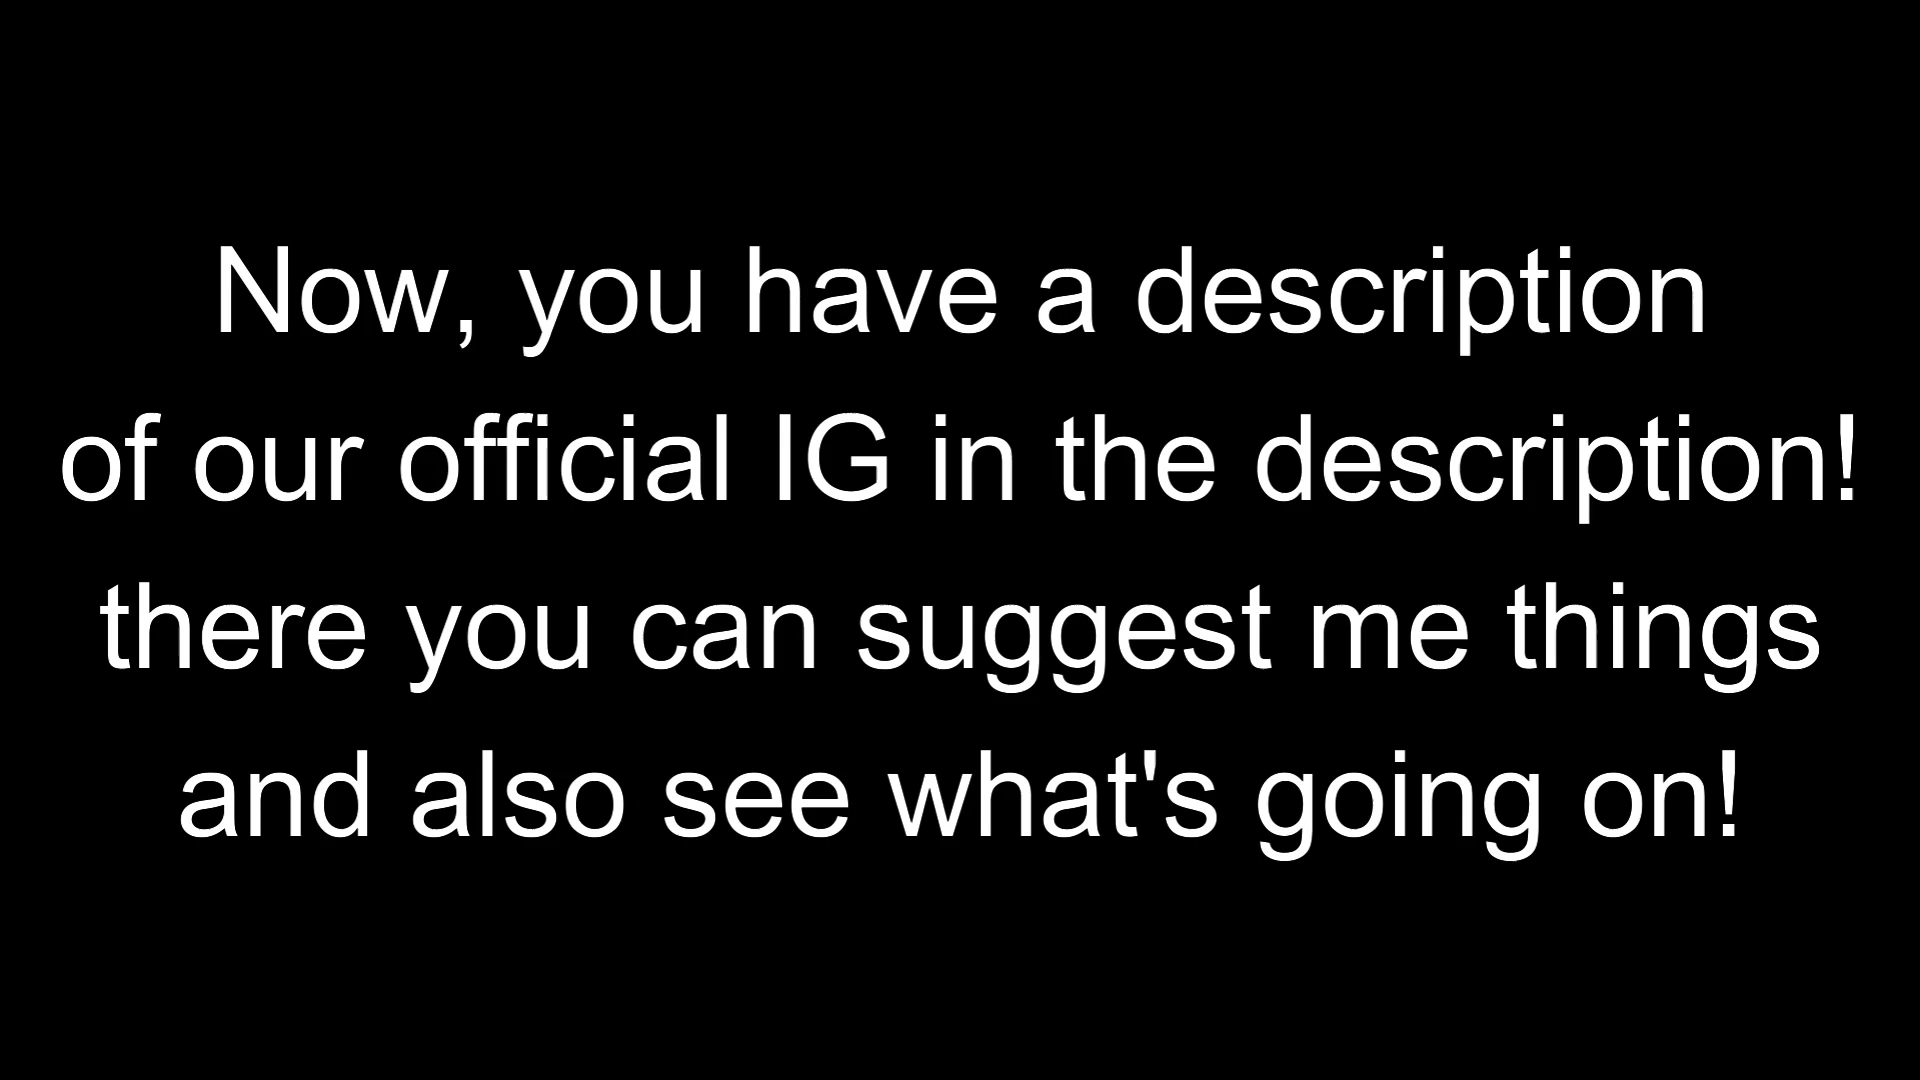 Now, you have a description
of our official IG in the description!
there you can suggest me things
and also see what's going on!